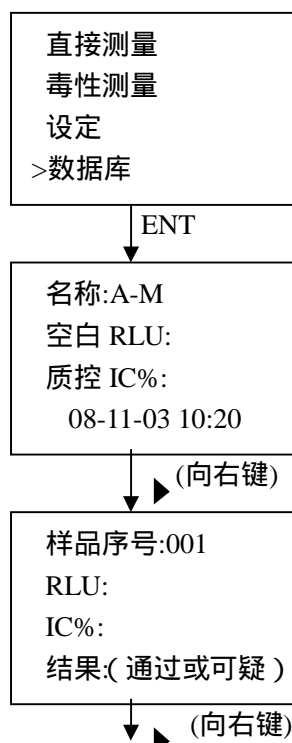 直接测量
毒性测量
设定
>数据库
ENT
名称:A-M
空白 RLU:
质控 IC%:
08-11-03 10:20
(向右键)
样品序号:001
RLU:
IC%:
结果:(通过或可疑)
(向右键)